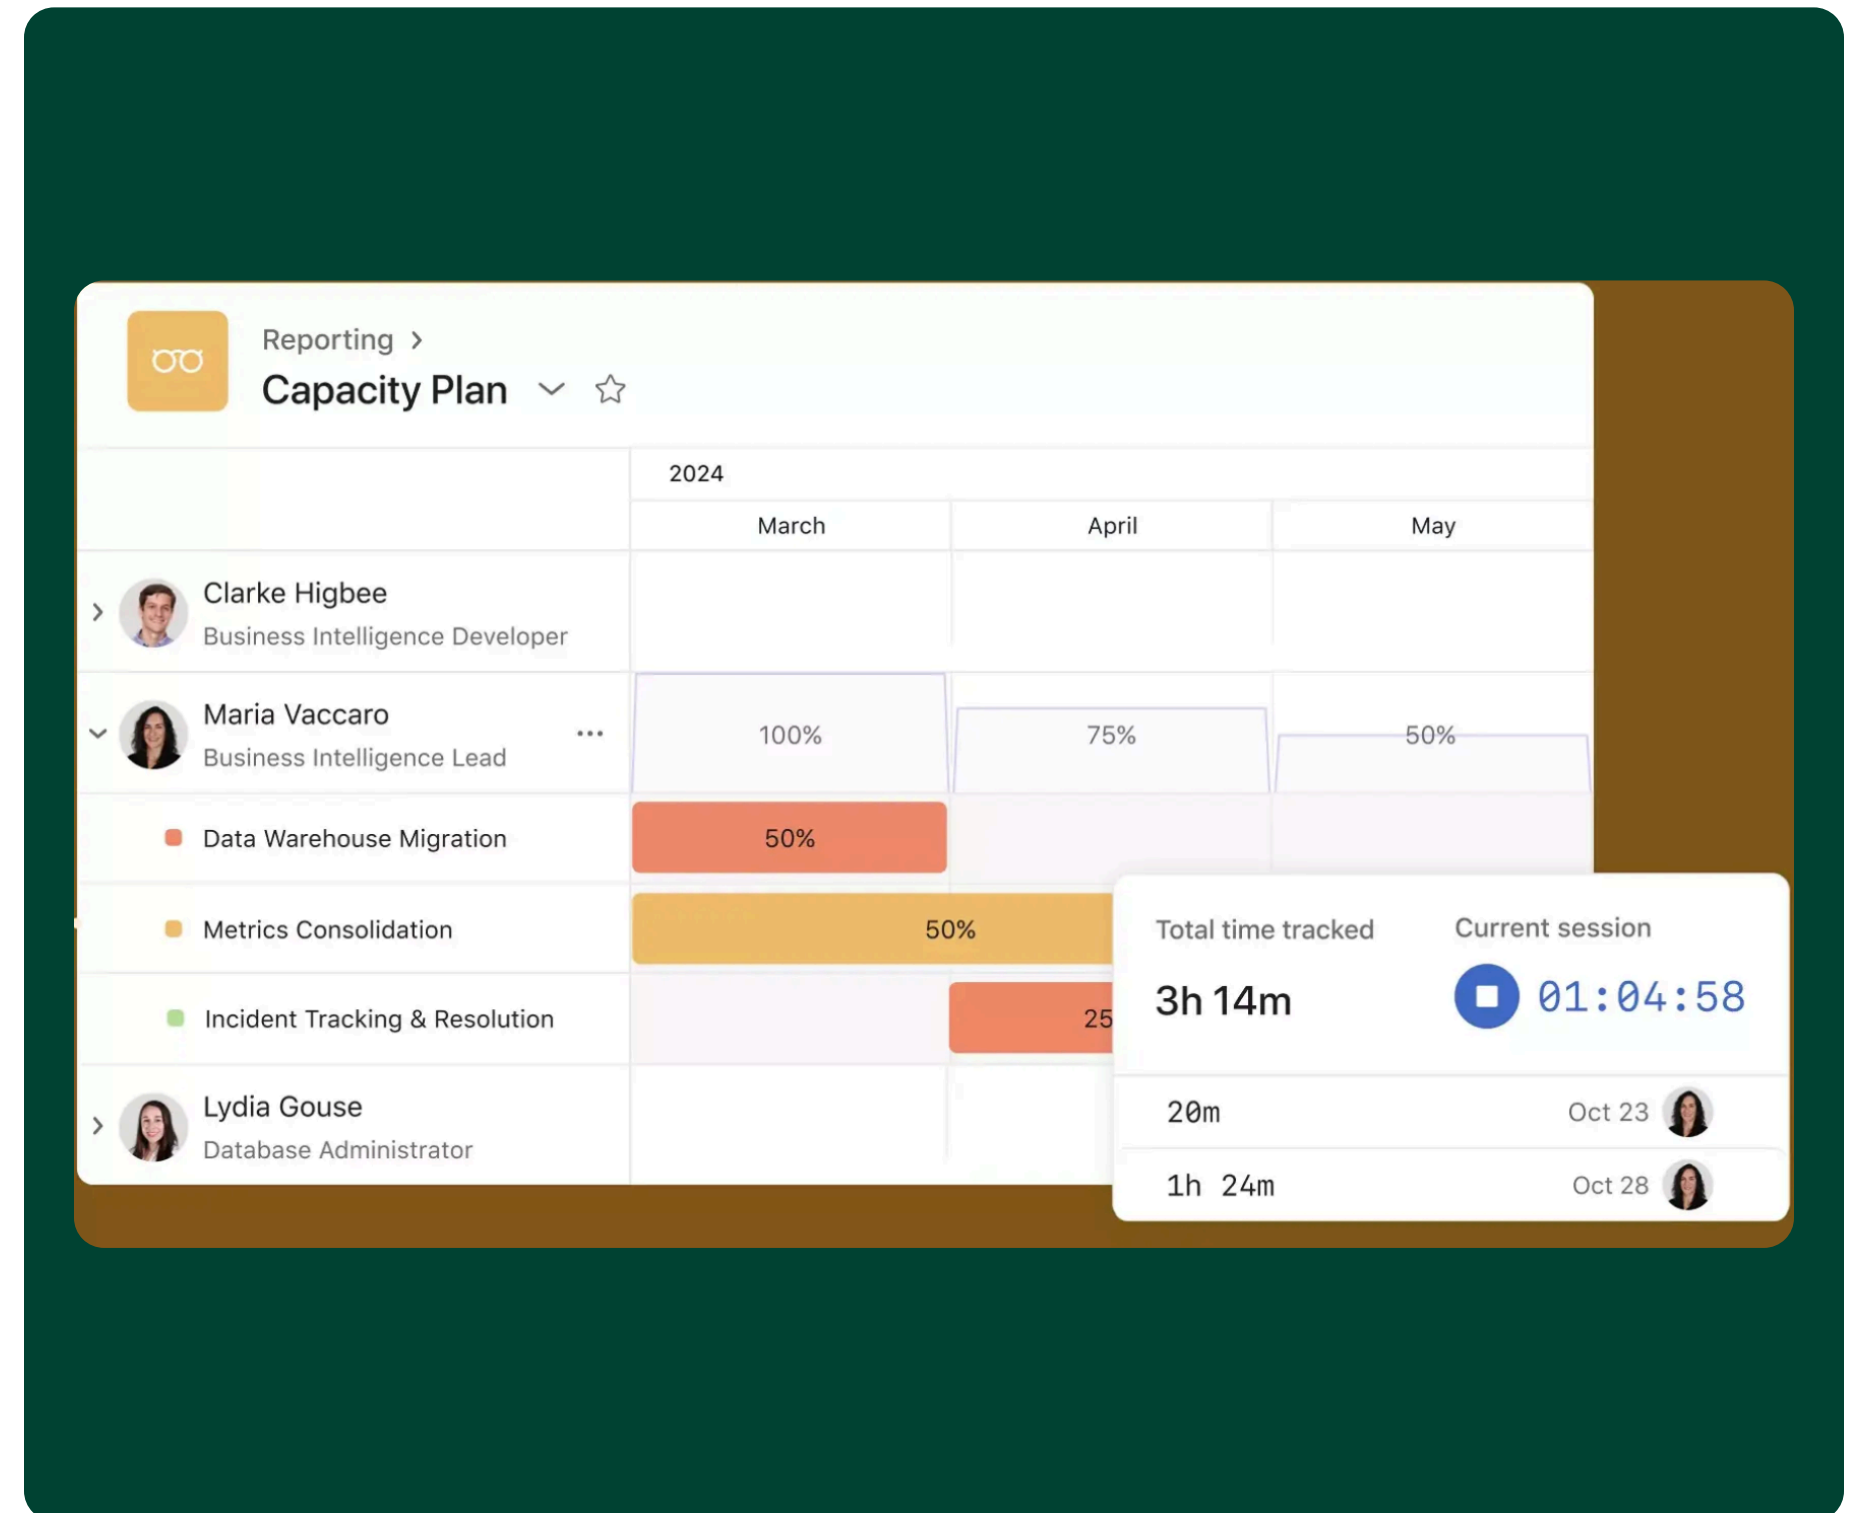 Reporting
Capacity Plan
2024
March April May
Clarke Higbee
Business Intelligence Developer
Maria Vaccaro
Business Intelligence Lead
100% 75% 50%
Data Warehouse Migration
50%
Metrics Consolidation
50%
Incident Tracking & Resolution
25
Lydia Gouse
Database Administrator
Total time tracked
3h 14m
Current session
01:04:58
20m Oct 23
1h 24m Oct 28